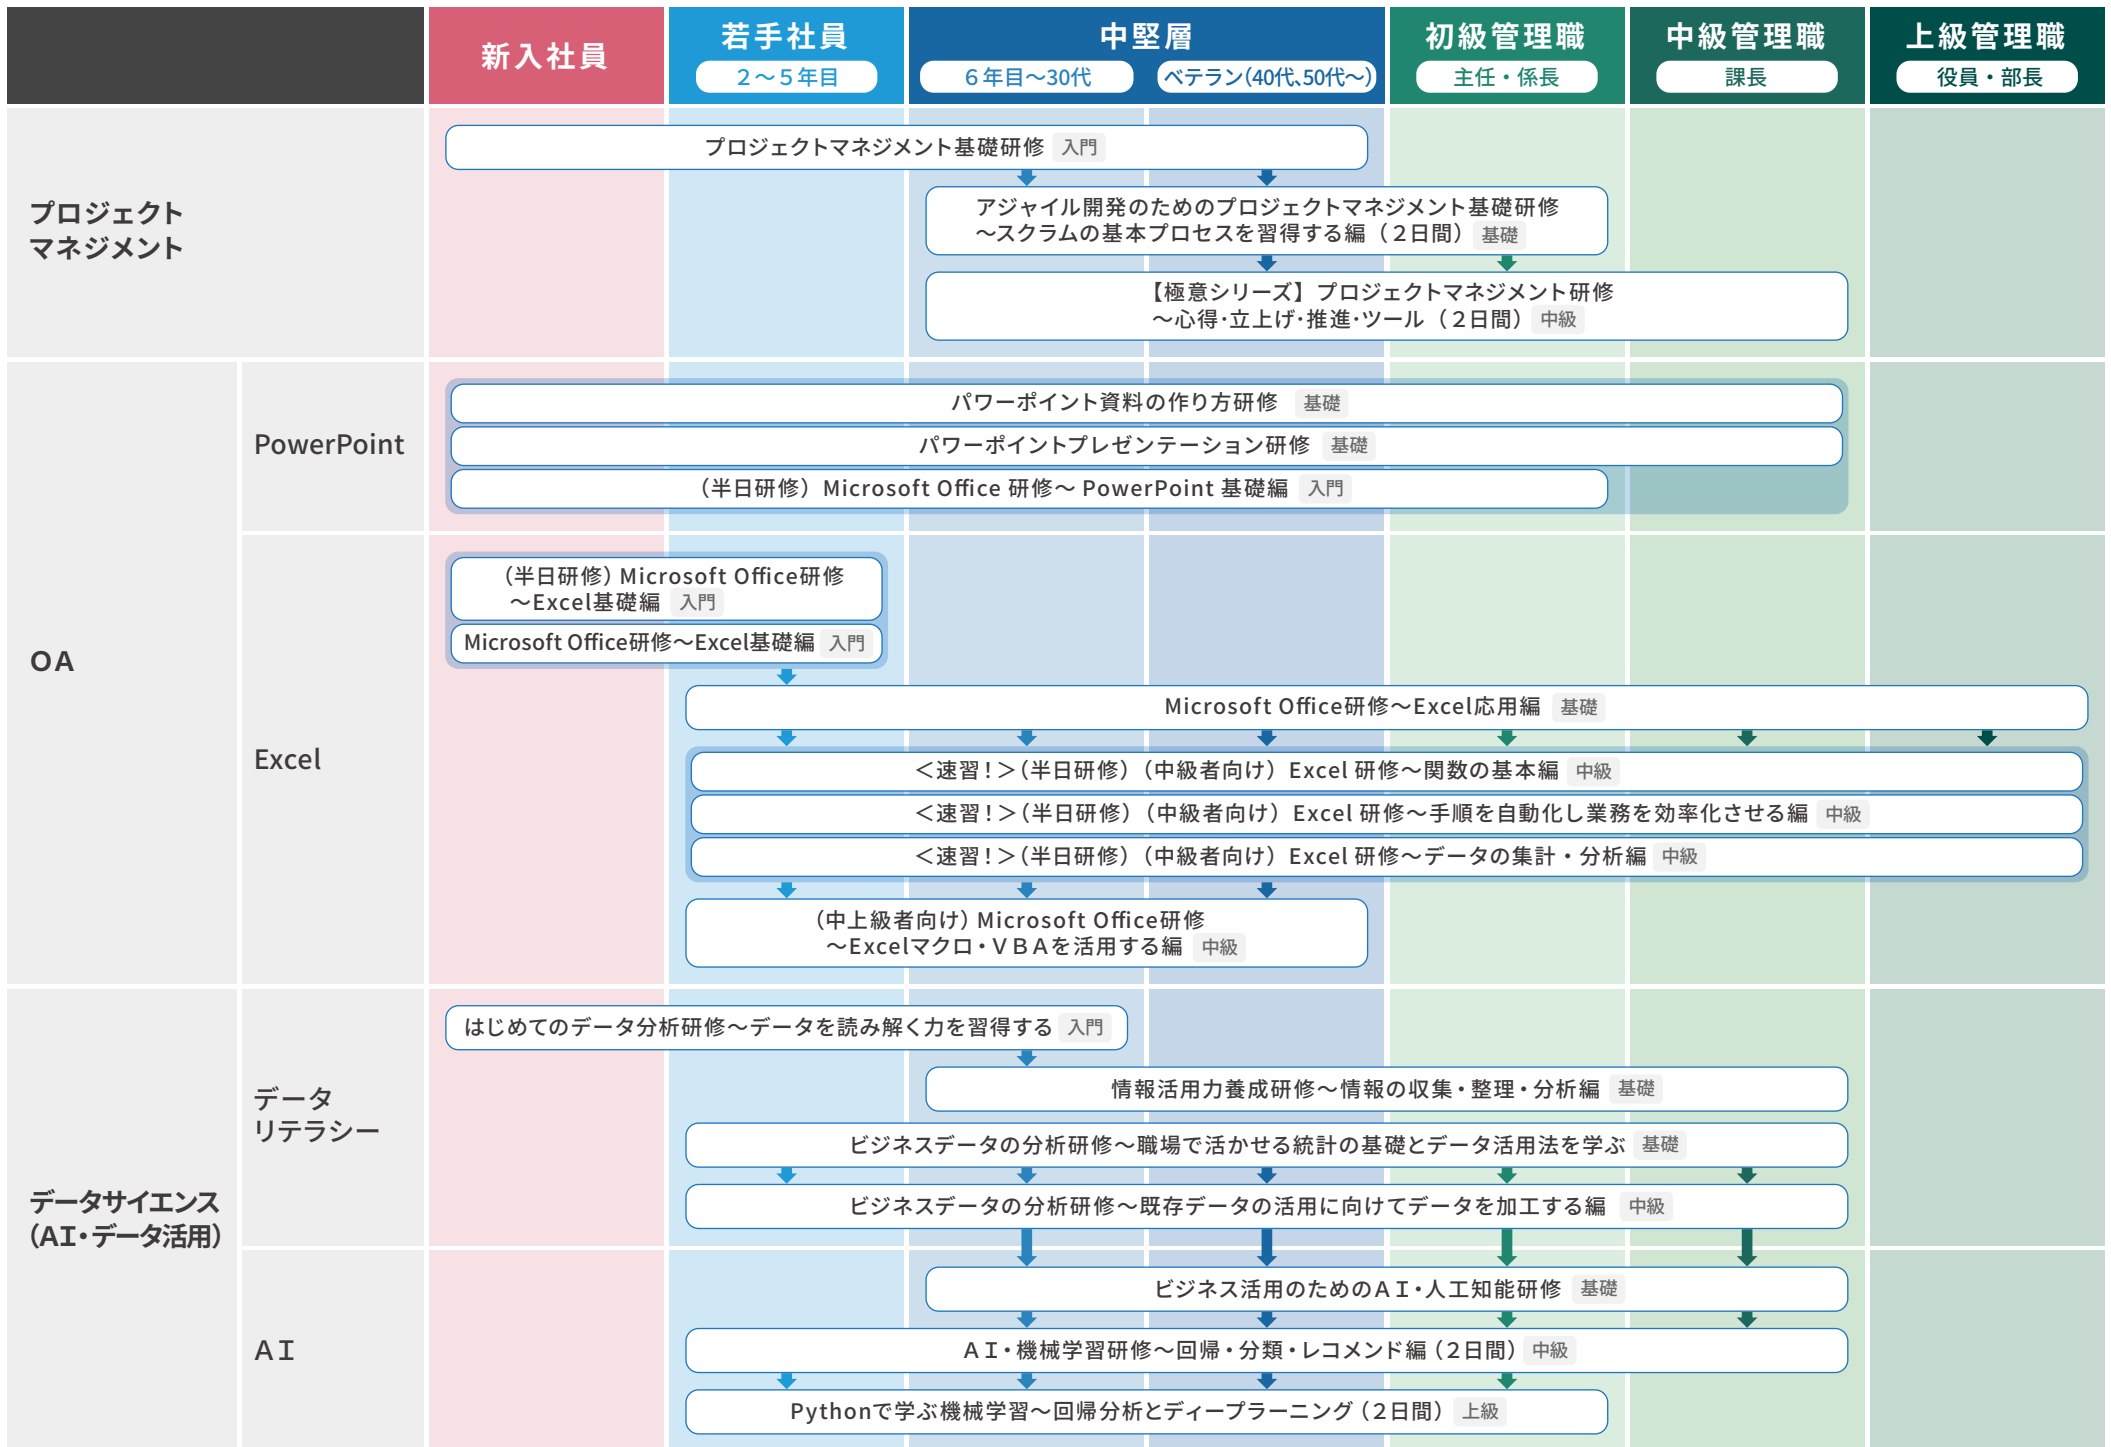 新入社員
若手社員
２～５年目
中堅層
６年目～30代
ベテラン（40代、50代～）
初級管理職
主任・係長
中級管理職
課長
上級管理職
役員・部長
プロジェクト
マネジメント
プロジェクトマネジメント基礎研修 入門
アジャイル開発のためのプロジェクトマネジメント基礎研修
～スクラムの基本プロセスを習得する編（２日間） 基礎
【極意シリーズ】プロジェクトマネジメント研修
～心得・立上げ・推進・ツール（２日間） 中級
ＯＡ
PowerPoint
パワーポイント資料の作り方研修 基礎
パワーポイントプレゼンテーション研修 基礎
（半日研修）Microsoft Office 研修～ PowerPoint 基礎編 入門
Excel
（半日研修）Microsoft Office研修
～Excel基礎編 入門
Microsoft Office研修～Excel基礎編 入門
Microsoft Office研修～Excel応用編 基礎
＜速習！＞（半日研修）（中級者向け）Excel 研修～関数の基本編 中級
＜速習！＞（半日研修）（中級者向け）Excel 研修～手順を自動化し業務を効率化させる編 中級
＜速習！＞（半日研修）（中級者向け）Excel 研修～データの集計・分析編 中級
（中上級者向け）Microsoft Office研修
～Excelマクロ・ＶＢＡを活用する編 中級
データサイエンス
（ＡＩ・データ活用）
データ
リテラシー
はじめてのデータ分析研修～データを読み解く力を習得する 入門
情報活用力養成研修～情報の収集・整理・分析編 基礎
ビジネスデータの分析研修～職場で活かせる統計の基礎とデータ活用法を学ぶ 基礎
ビジネスデータの分析研修～既存データの活用に向けてデータを加工する編 中級
ＡＩ
ビジネス活用のためのＡＩ・人工知能研修 基礎
ＡＩ・機械学習研修～回帰・分類・レコメンド編（２日間） 中級
Pythonで学ぶ機械学習～回帰分析とディープラーニング（２日間） 上級